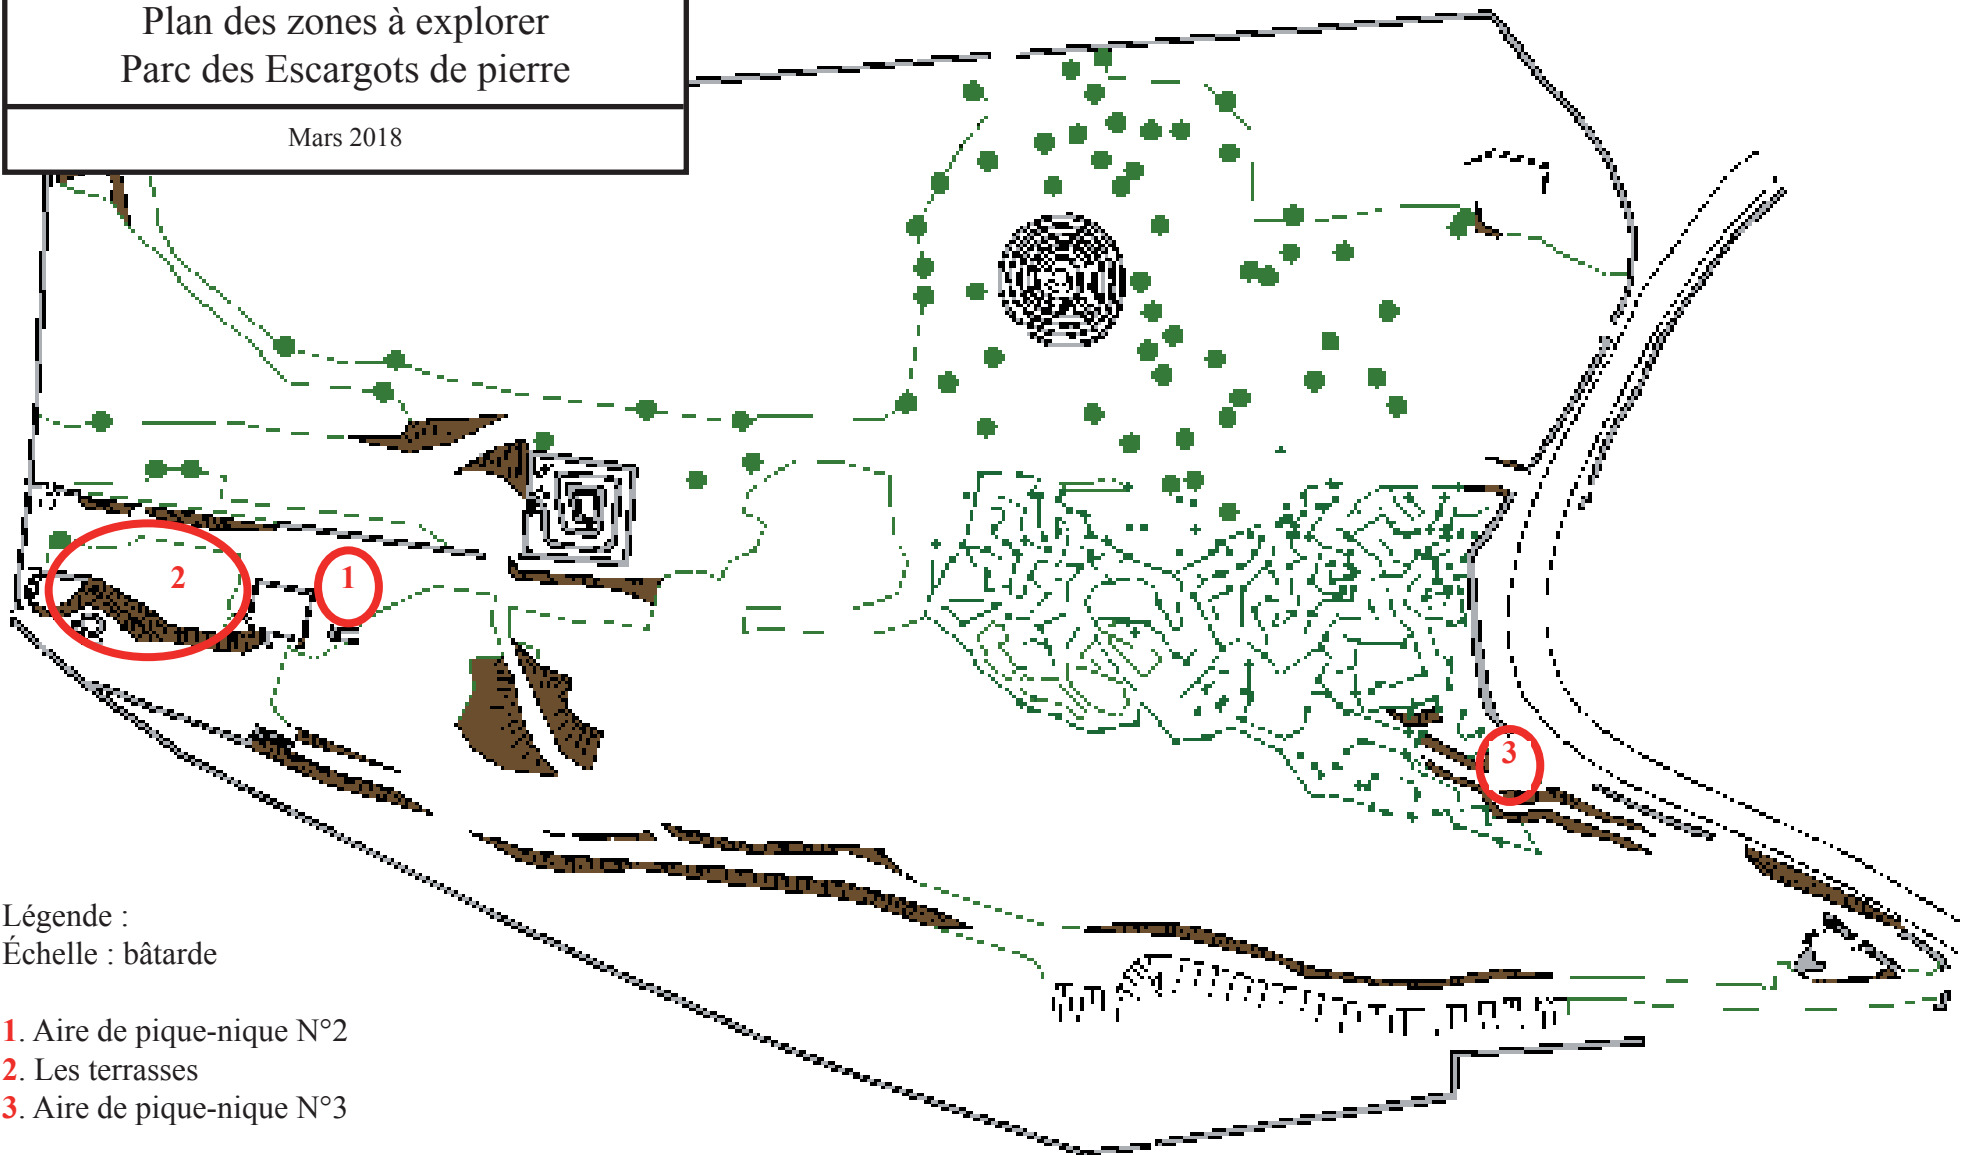 Plan des zones à explorer
Parc des Escargots de pierre
Mars 2018
2
1
3
Légende :
Échelle : bâtarde
1. Aire de pique-nique N°2
2. Les terrasses
3. Aire de pique-nique N°3